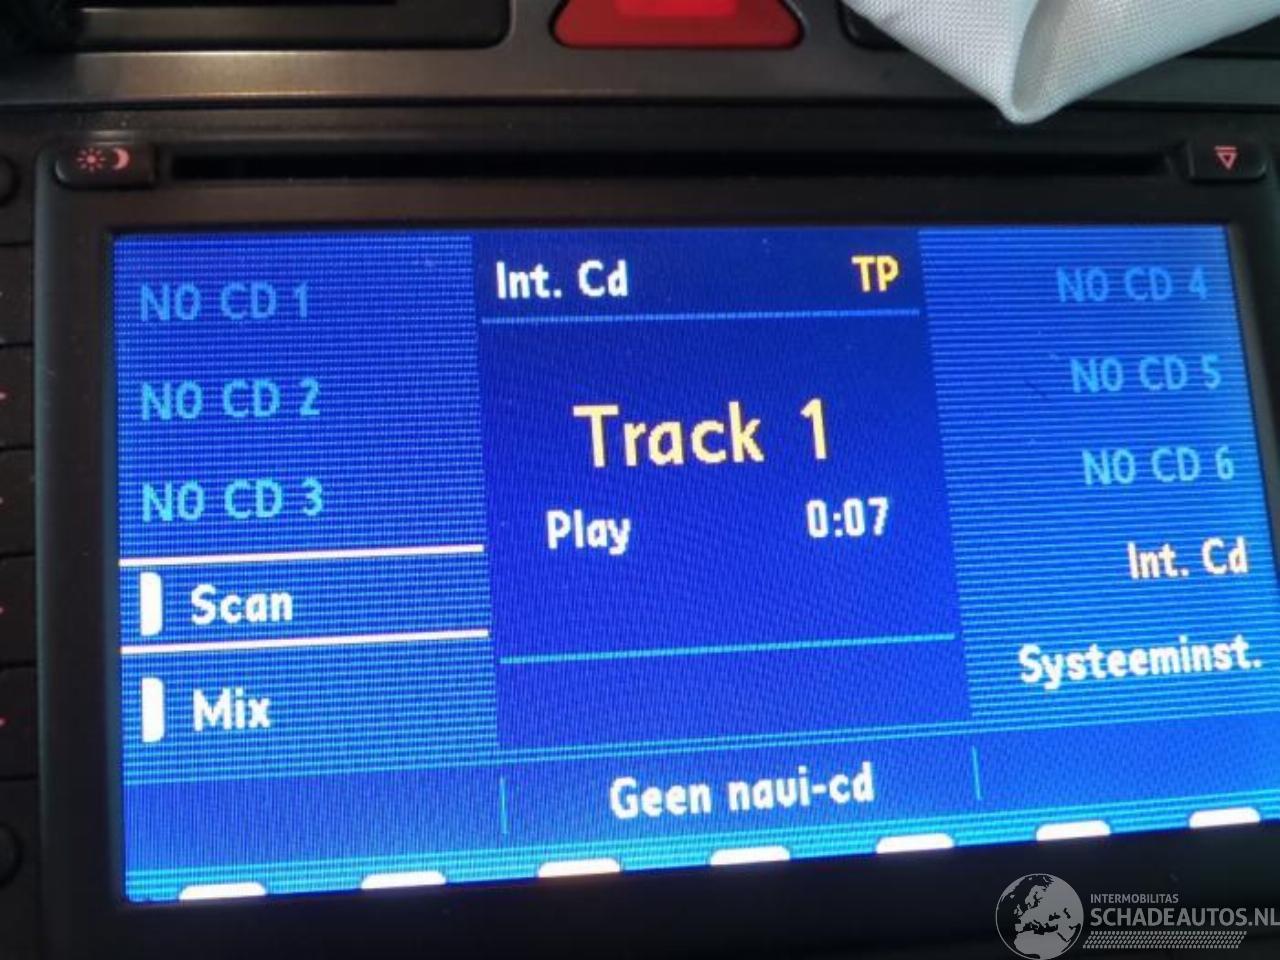 Int. Cd TP
NO CD 1
NO CD 2
NO CD 3
Scan
Mix
Track 1
Play 0:07
NO CD 4
NO CD 5
NO CD 6
Int. Cd
Systeeminst.
Geen navi-cd
INTERMOBILITAS
SCHADEAUTOS.NL